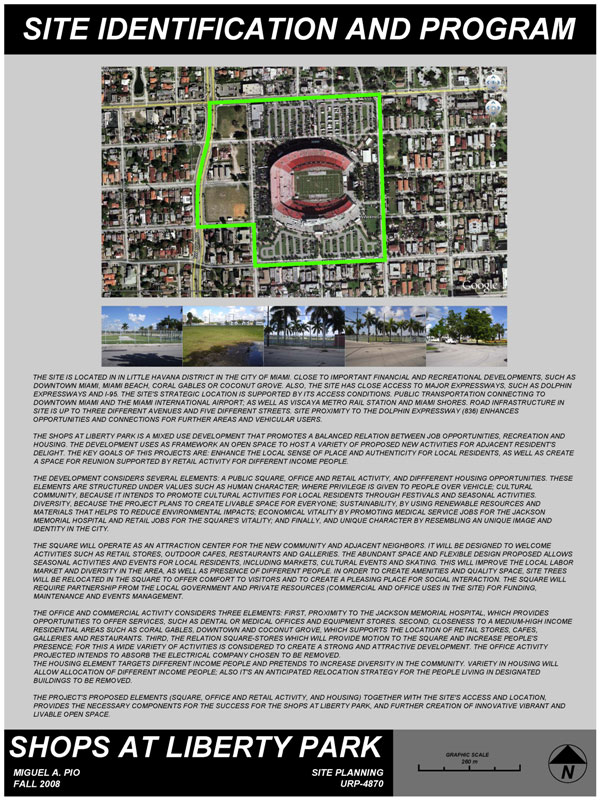 SITE IDENTIFICATION AND PROGRAM
Google
THE SITE IS LOCATED IN IN LITTLE HAVANA DISTRICT IN THE CITY OF MIAMI. CLOSE TO IMPORTANT FINANCIAL AND RECREATIONAL DEVELOPMENTS, SUCH AS
DOWNTOWN MIAMI, MIAMI BEACH, CORAL GABLES OR COCONUT GROVE. ALSO, THE SITE HAS CLOSE ACCESS TO MAJOR EXPRESSWAYS, SUCH AS DOLPHIN
EXPRESSWAYS AND I-95. THE SITE'S STRATEGIC LOCATION IS SUPPORTED BY ITS ACCESS CONDITIONS. PUBLIC TRANSPORTATION CONNECTING TO
DOWNTOWN MIAMI AND THE MIAMI INTERNATIONAL AIRPORT; AS WELL AS VISCAYA METRO RAIL STATION AND MIAMI SHORES. ROAD INFRASTRUCTURE IN
SITE IS UP TO THREE DIFFERENT AVENUES AND FIVE DIFFERENT STREETS. SITE PROXIMITY TO THE DOLPHIN EXPRESSWAY (836) ENHANCES
OPPORTUNITIES AND CONNECTIONS FOR FURTHER AREAS AND VEHICULAR USERS.
THE SHOPS AT LIBERTY PARK IS A MIXED USE DEVELOPMENT THAT PROMOTES A BALANCED RELATION BETWEEN JOB OPPORTUNITIES, RECREATION AND
HOUSING. THE DEVELOPMENT USES AS FRAMEWORK AN OPEN SPACE TO HOST A VARIETY OF PROPOSED NEW ACTIVITIES FOR ADJACENT RESIDENT'S
DELIGHT. THE KEY GOALS OF THIS PROJECTS ARE: ENHANCE THE LOCAL SENSE OF PLACE AND AUTHENTICITY FOR LOCAL RESIDENTS, AS WELL AS CREATE
A SPACE FOR REUNION SUPPORTED BY RETAIL ACTIVITY FOR DIFFERENT INCOME PEOPLE.
THE DEVELOPMENT CONSIDERS SEVERAL ELEMENTS: A PUBLIC SQUARE, OFFICE AND RETAIL ACTIVITY, AND DIFFFERENT HOUSING OPPORTUNITIES. THESE
ELEMENTS ARE STRUCTURED UNDER VALUES SUCH AS HUMAN CHARACTER; WHERE PRIVILEGE IS GIVEN TO PEOPLE OVER VEHICLE; CULTURAL
COMMUNITY, BECAUSE IT INTENDS TO PROMOTE CULTURAL ACTIVITIES FOR LOCAL RESIDENTS THROUGH FESTIVALS AND SEASONAL ACTIVITIES.
DIVERSITY, BECAUSE THE PROJECT PLANS TO CREATE LIVABLE SPACE FOR EVERYONE; SUSTAINABILITY, BY USING RENEWABLE RESOURCES AND
MATERIALS THAT HELPS TO REDUCE ENVIRONMENTAL IMPACTS; ECONOMICAL VITALITY BY PROMOTING MEDICAL SERVICE JOBS FOR THE JACKSON
MEMORIAL HOSPITAL AND RETAIL JOBS FOR THE SQUARE'S VITALITY; AND FINALLY, AND UNIQUE CHARACTER BY RESEMBLING AN UNIQUE IMAGE AND
IDENTITY IN THE CITY.
THE SQUARE WILL OPERATE AS AN ATTRACTION CENTER FOR THE NEW COMMUNITY AND ADJACENT NEIGHBORS. IT WILL BE DESIGNED TO WELCOME
ACTIVITIES SUCH AS RETAIL STORES, OUTDOOR CAFES, RESTAURANTS AND GALLERIES. THE ABUNDANT SPACE AND FLEXIBLE DESIGN PROPOSED ALLOWS
SEASONAL ACTIVITIES AND EVENTS FOR LOCAL RESIDENTS, INCLUDING MARKETS, CULTURAL EVENTS AND SKATING. THIS WILL IMPROVE THE LOCAL LABOR
MARKET AND DIVERSITY IN THE AREA, AS WELL AS PRESENCE OF DIFFERENT PEOPLE. IN ORDER TO CREATE AMENITIES AND QUALITY SPACE, SITE TREES
WILL BE RELOCATED IN THE SQUARE TO OFFER COMFORT TO VISITORS AND TO CREATE A PLEASING PLACE FOR SOCIAL INTERACTION. THE SQUARE WILL
REQUIRE PARTNERSHIP FROM THE LOCAL GOVERNMENT AND PRIVATE RESOURCES (COMMERCIAL AND OFFICE USES IN THE SITE) FOR FUNDING,
MAINTENANCE AND EVENTS MANAGEMENT.
THE OFFICE AND COMMERCIAL ACTIVITY CONSIDERS THREE ELEMENTS: FIRST, PROXIMITY TO THE JACKSON MEMORIAL HOSPITAL, WHICH PROVIDES
OPPORTUNITIES TO OFFER SERVICES, SUCH AS DENTAL OR MEDICAL OFFICES AND EQUIPMENT STORES. SECOND, CLOSENESS TO A MEDIUM-HIGH INCOME
RESIDENTIAL AREAS SUCH AS CORAL GABLES, DOWNTOWN AND COCONUT GROVE, WHICH SUPPORTS THE LOCATION OF RETAIL STORES, CAFES,
GALLERIES AND RESTAURANTS. THIRD, THE RELATION SQUARE-STORES WHICH WILL PROVIDE MOTION TO THE SQUARE AND INCREASE PEOPLE'S
PRESENCE; FOR THIS A WIDE VARIETY OF ACTIVITIES IS CONSIDERED TO CREATE A STRONG AND ATTRACTIVE DEVELOPMENT. THE OFFICE ACTIVITY
PROJECTED INTENDS TO ABSORB THE ELECTRICAL COMPANY CHOSEN TO BE REMOVED.
THE HOUSING ELEMENT TARGETS DIFFERENT INCOME PEOPLE AND PRETENDS TO INCREASE DIVERSITY IN THE COMMUNITY. VARIETY IN HOUSING WILL
ALLOW ALLOCATION OF DIFFERENT INCOME PEOPLE; ALSO IT'S AN ANTICIPATED RELOCATION STRATEGY FOR THE PEOPLE LIVING IN DESIGNATED
BUILDINGS TO BE REMOVED.
THE PROJECT'S PROPOSED ELEMENTS (SQUARE, OFFICE AND RETAIL ACTIVITY, AND HOUSING) TOGETHER WITH THE SITE'S ACCESS AND LOCATION,
PROVIDES THE NECESSARY COMPONENTS FOR THE SUCCESS FOR THE SHOPS AT LIBERTY PARK, AND FURTHER CREATION OF INNOVATIVE VIBRANT AND
LIVABLE OPEN SPACE.
SHOPS AT LIBERTY PARK
MIGUEL A. PIO
FALL 2008
SITE PLANNING
URP-4870
GRAPHIC SCALE
260 m
N